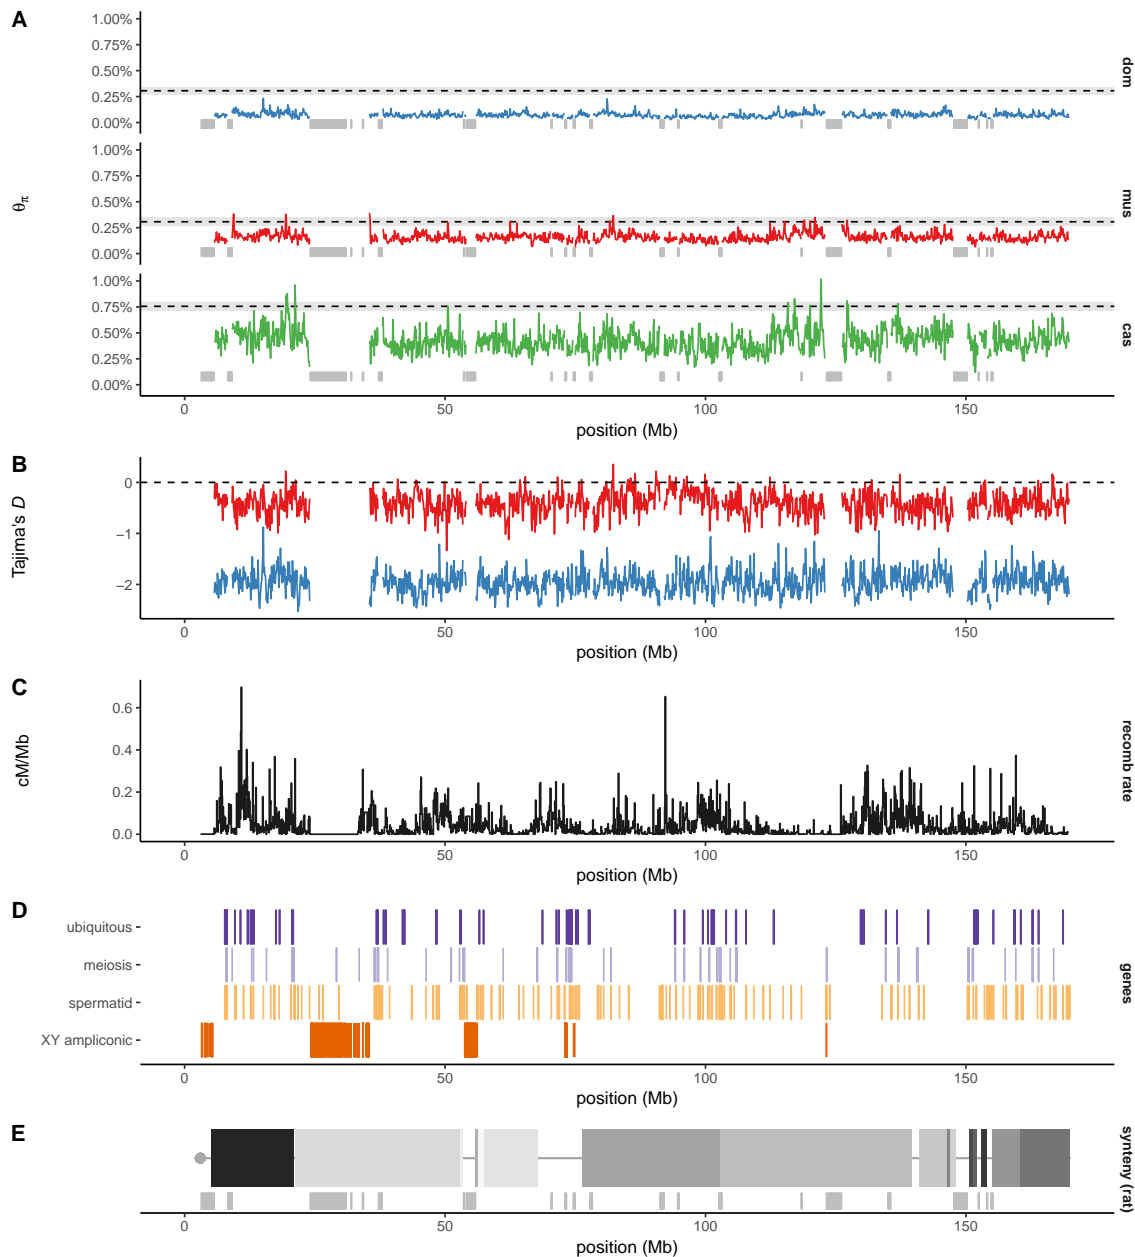 A
1.00%
0.75%
0.50%
0.25%
0.00%
dom
1.00%
0.75%
0.50%
0.25%
0.00%
mus
θπ
1.00%
0.75%
0.50%
0.25%
0.00%
cas
0 50 100 150
position (Mb)
B
0
−1
−2
Tajima's D
0 50 100 150
position (Mb)
C
0.6
0.4
0.2
0.0
cM/Mb
recomb rate
0 50 100 150
position (Mb)
D
ubiquitous
meiosis
spermatid
XY ampliconic
genes
0 50 100 150
position (Mb)
E
synteny (rat)
0 50 100 150
position (Mb)